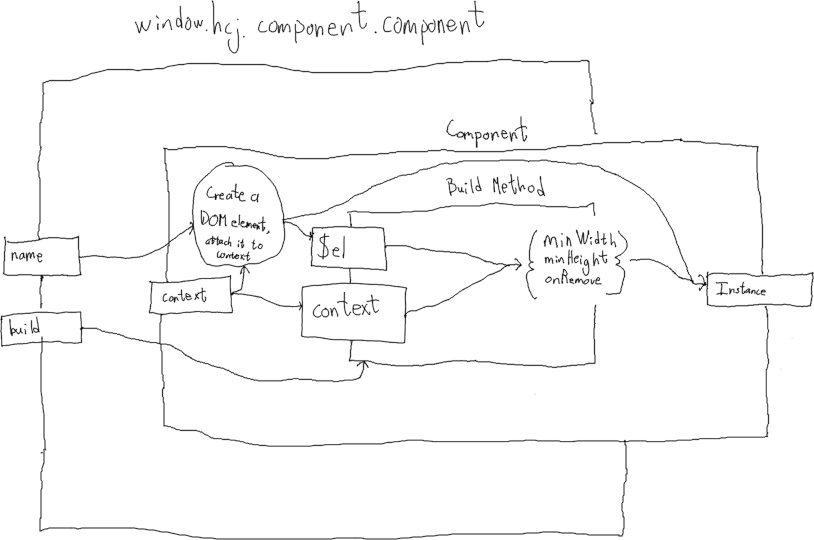 window.hcj.component.component
Component
Build Method
Create a
DOM element,
attach it to
context
name
$el
minWidth
minHeight
onRemove
context
context
Instance
build